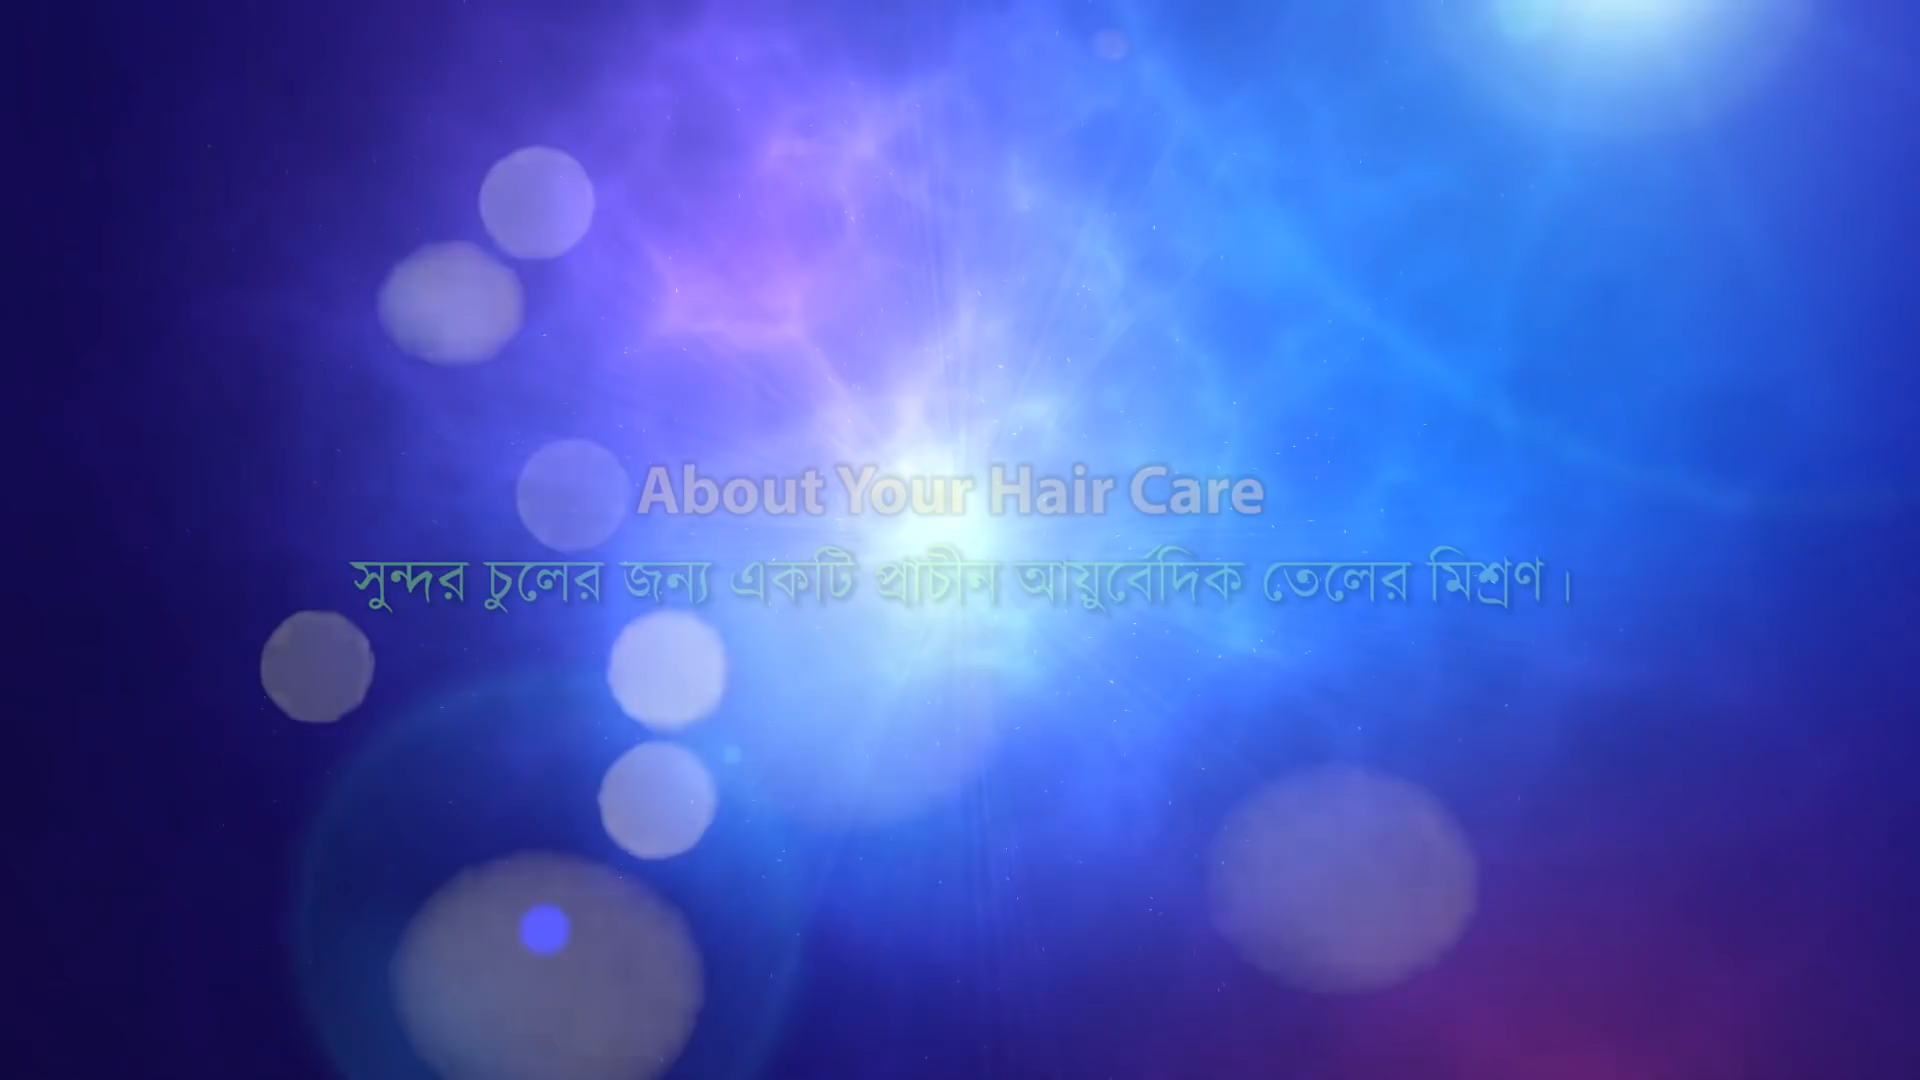 About Your Hair Care
সুন্দর চুলের জন্য একটি প্রাচীন আয়ুর্বেদিক তেলের মিশ্রণ।